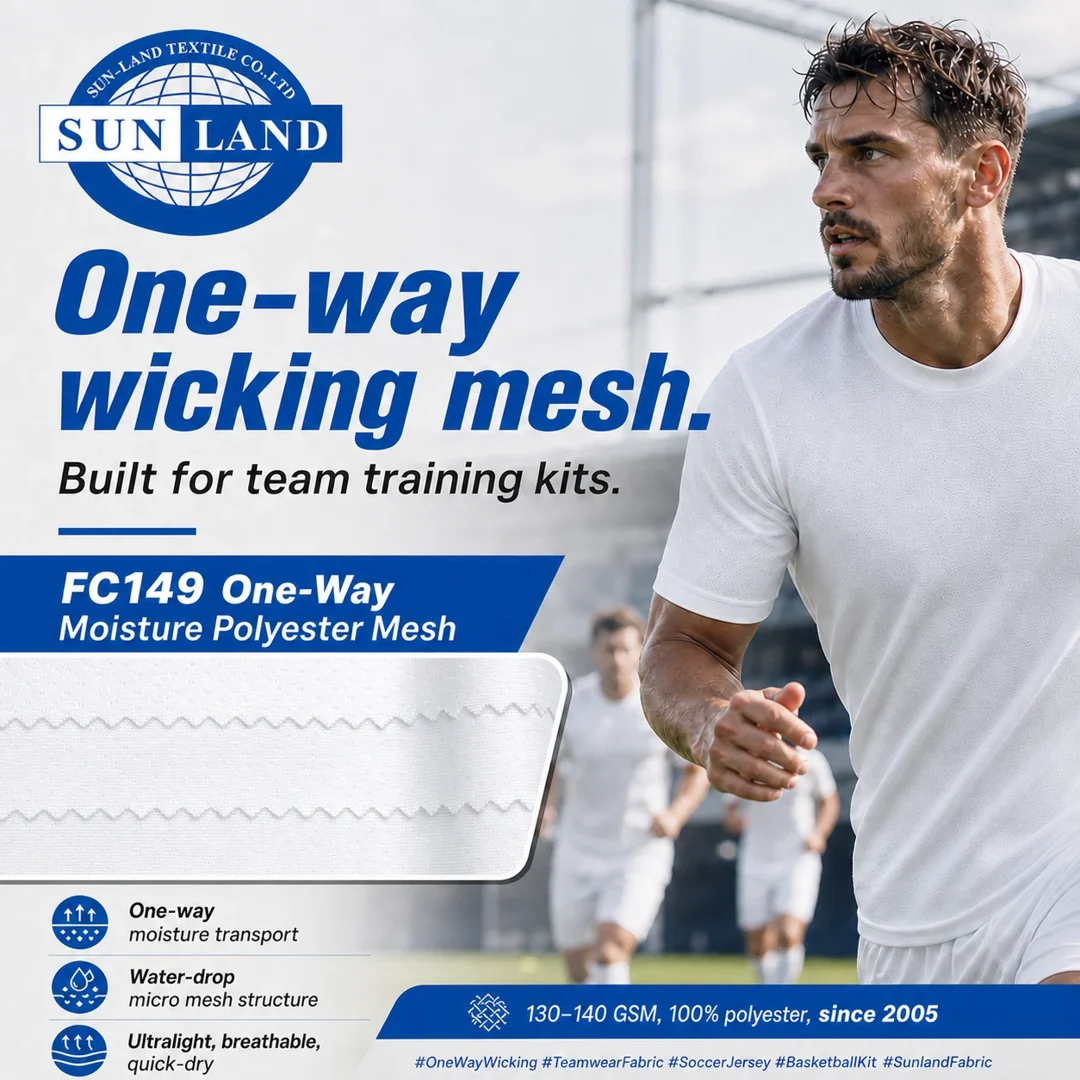 SUN-LAND TEXTILE CO.,LTD
SUN LAND
One-way
wicking mesh.
Built for team training kits.
FC149 One-Way
Moisture Polyester Mesh
One-way
moisture transport
Water-drop
micro mesh structure
Ultralight, breathable,
quick-dry
130–140 GSM, 100% polyester, since 2005
#OneWayWicking #TeamwearFabric #SoccerJersey #BasketballKit #SunlandFabric